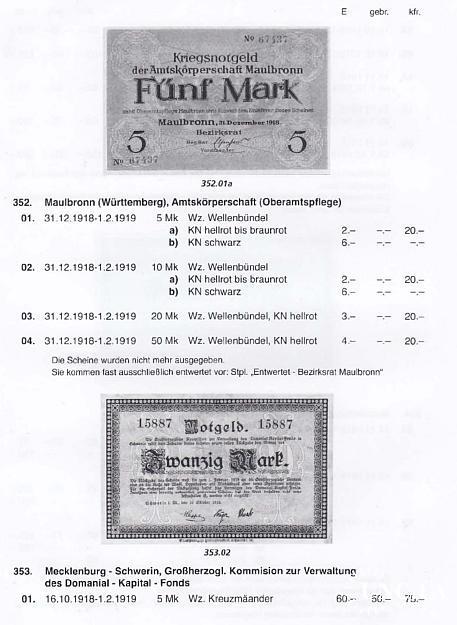 E gebr. kfr.
No 67437
Kriegsnotgeld
der Amtskörperschaft Maulbronn
Fünf Mark
Maulbronn, 31. Dezember 1918
Bezirksrat
5 5
No 67437
352.01a
352. Maulbronn (Württemberg), Amtskörperschaft (Oberamtspflege)
01. 31.12.1918-1.2.1919 5 Mk Wz. Wellenbündel
a) KN hellrot bis braunrot 2.– –.– 20.–
b) KN schwarz 6.– –.– –.–
02. 31.12.1918-1.2.1919 10 Mk Wz. Wellenbündel
a) KN hellrot bis braunrot 2.– –.– 20.–
b) KN schwarz 6.– –.– –.–
03. 31.12.1918-1.2.1919 20 Mk Wz. Wellenbündel, KN hellrot 3.– –.– 20.–
04. 31.12.1918-1.2.1919 50 Mk Wz. Wellenbündel, KN hellrot 4.– –.– 20.–
Die Scheine wurden nicht mehr ausgegeben.
Sie kommen fast ausschließlich entwertet vor: Stpl. „Entwertet - Bezirksrat Maulbronn"
15887 Notgeld. 15887
Zwanzig Mark.
353.02
353. Mecklenburg - Schwerin, Großherzogl. Kommision zur Verwaltung
des Domanial - Kapital - Fonds
01. 16.10.1918-1.2.1919 5 Mk Wz. Kreuzmäander 60.– 50.– 75.–